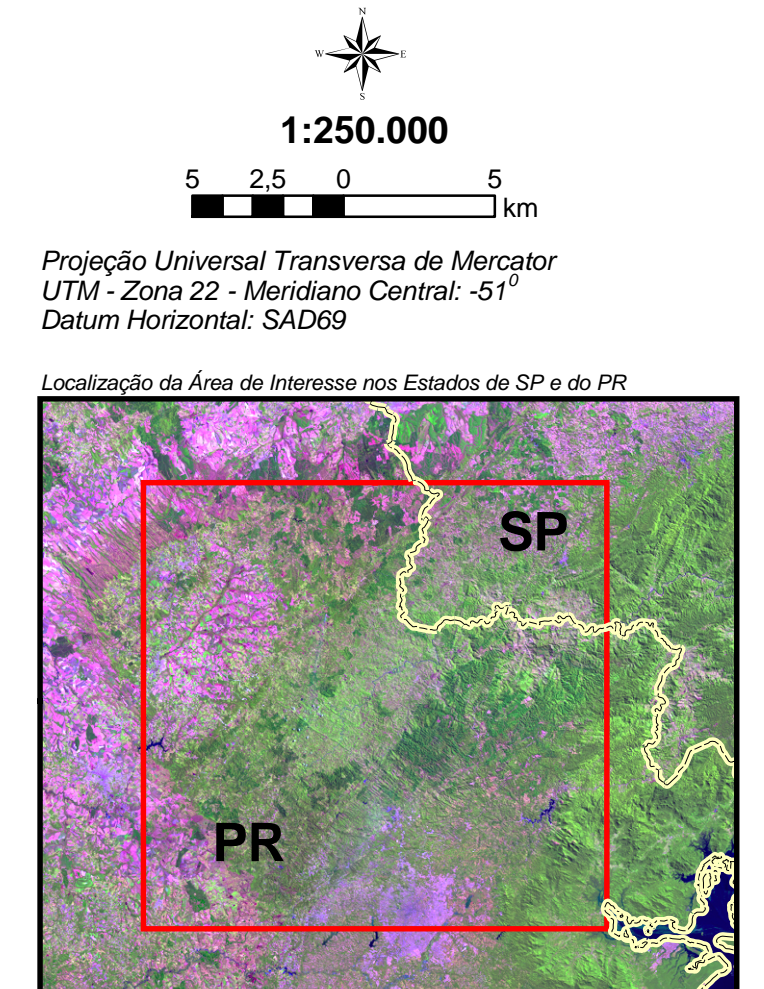 N
W E
S
1:250.000
5 2,5 0 5
km
Projeção Universal Transversa de Mercator
UTM - Zona 22 - Meridiano Central: -51⁰
Datum Horizontal: SAD69
Localização da Área de Interesse nos Estados de SP e do PR
SP
PR